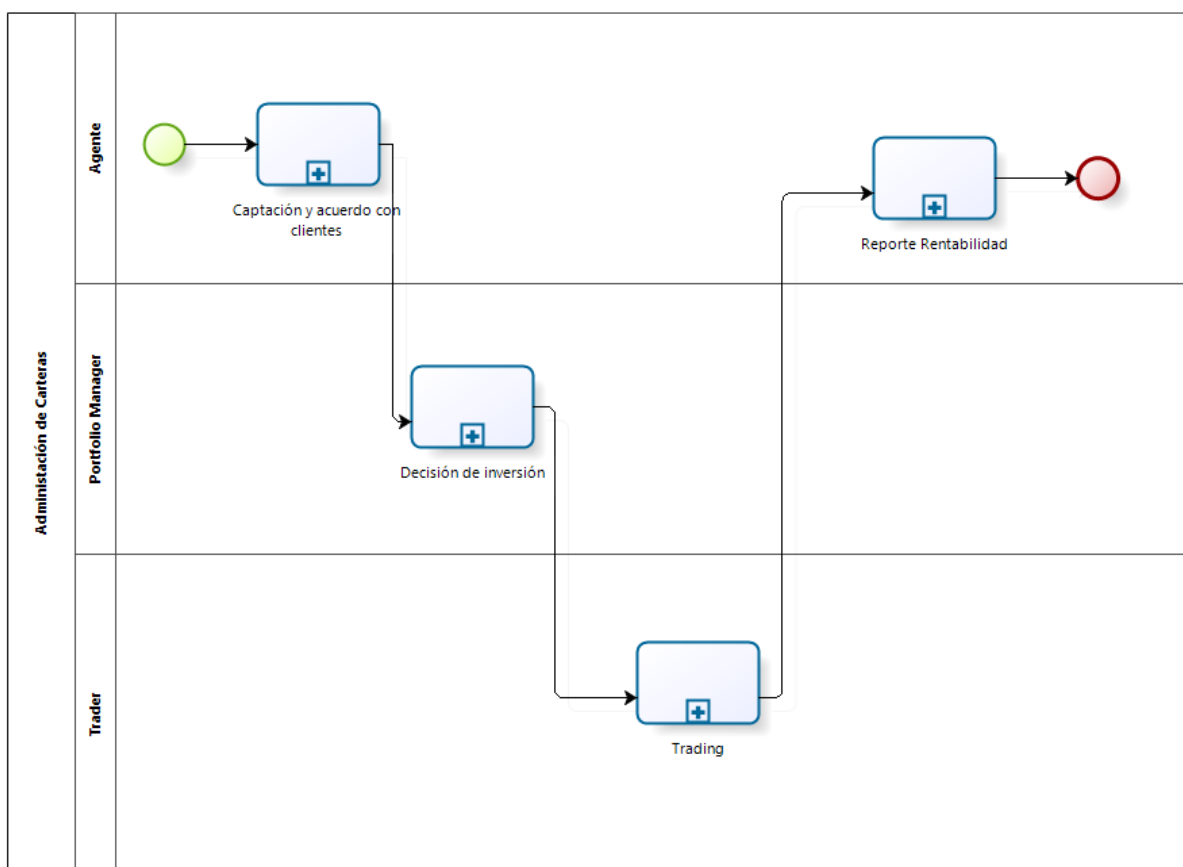 Administación de Carteras
Agente
Captación y acuerdo con
clientes
Reporte Rentabilidad
Portfolio Manager
Decisión de inversión
Trader
Trading